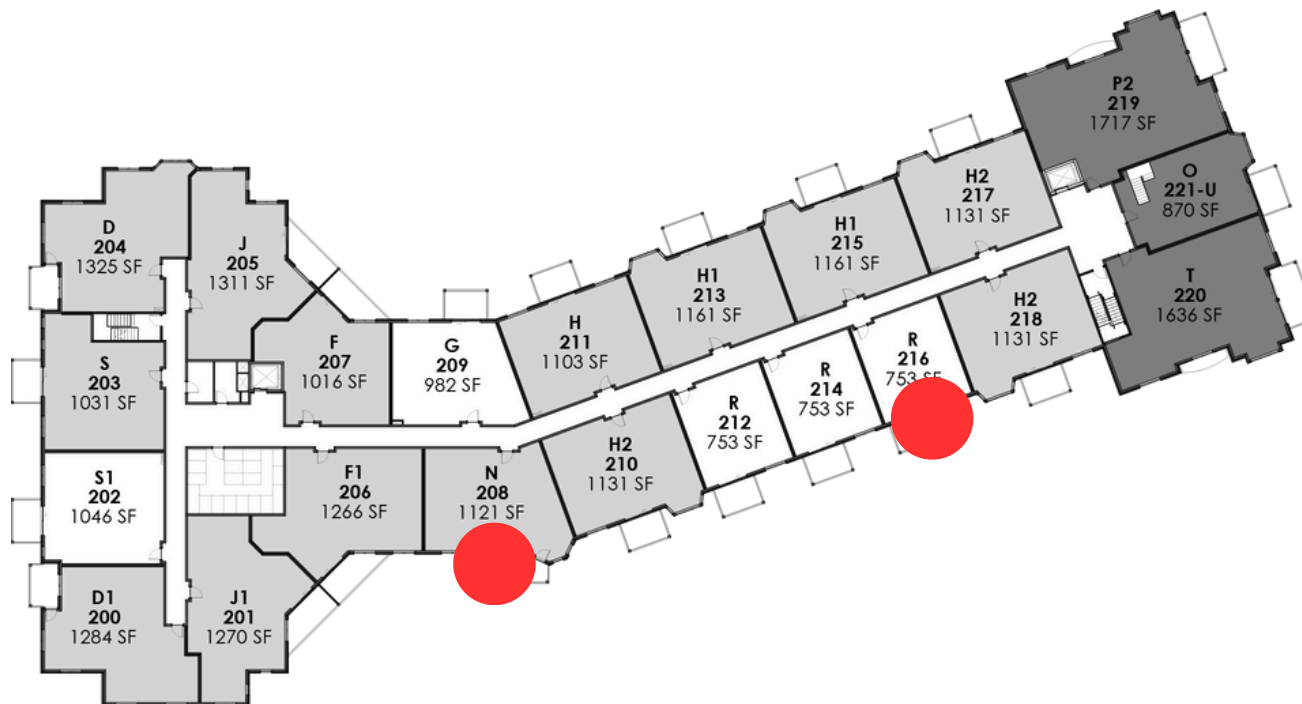 P2
219
1717 SF
O
221-U
870 SF
H2
217
1131 SF
D
204
1325 SF
J
205
1311 SF
H1
215
1161 SF
H1
213
1161 SF
T
220
1636 SF
H2
218
1131 SF
H
211
1103 SF
S
203
1031 SF
F
207
1016 SF
G
209
982 SF
R
216
753 SF
R
214
753 SF
R
212
753 SF
H2
210
1131 SF
S1
202
1046 SF
F1
206
1266 SF
N
208
1121 SF
D1
200
1284 SF
J1
201
1270 SF